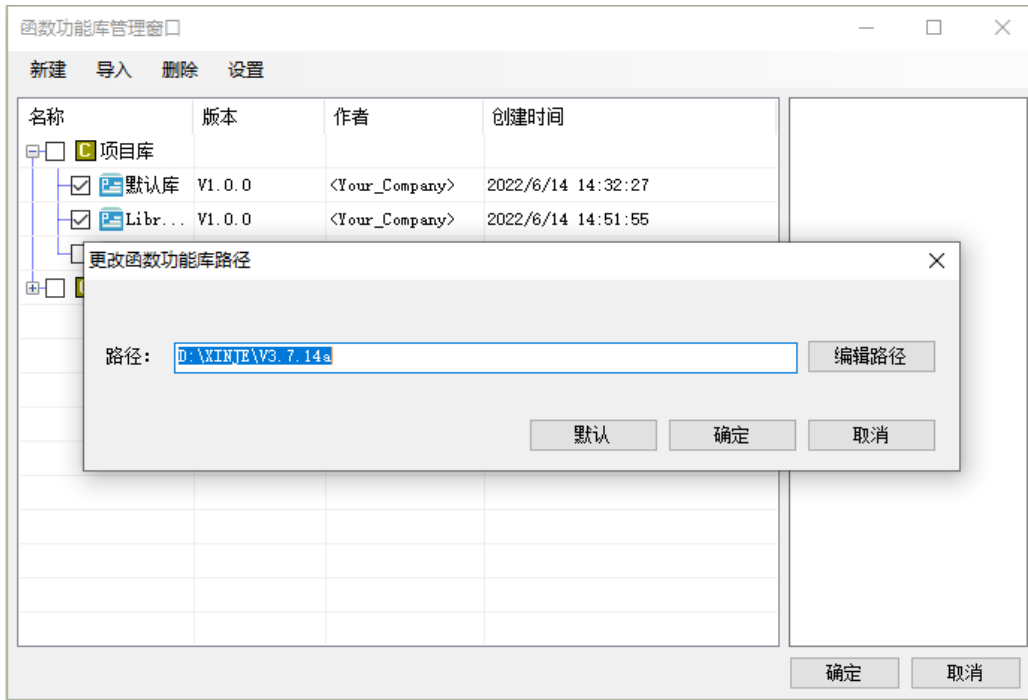 函数功能库管理窗口
新建 导入 删除 设置
名称 版本 作者 创建时间
C 项目库
默认库 V1.0.0 <Your_Company> 2022/6/14 14:32:27
Libr... V1.0.0 <Your_Company> 2022/6/14 14:51:55
更改函数功能库路径
路径： D:\XINJE\V3.7.14a 编辑路径
默认 确定 取消
确定 取消